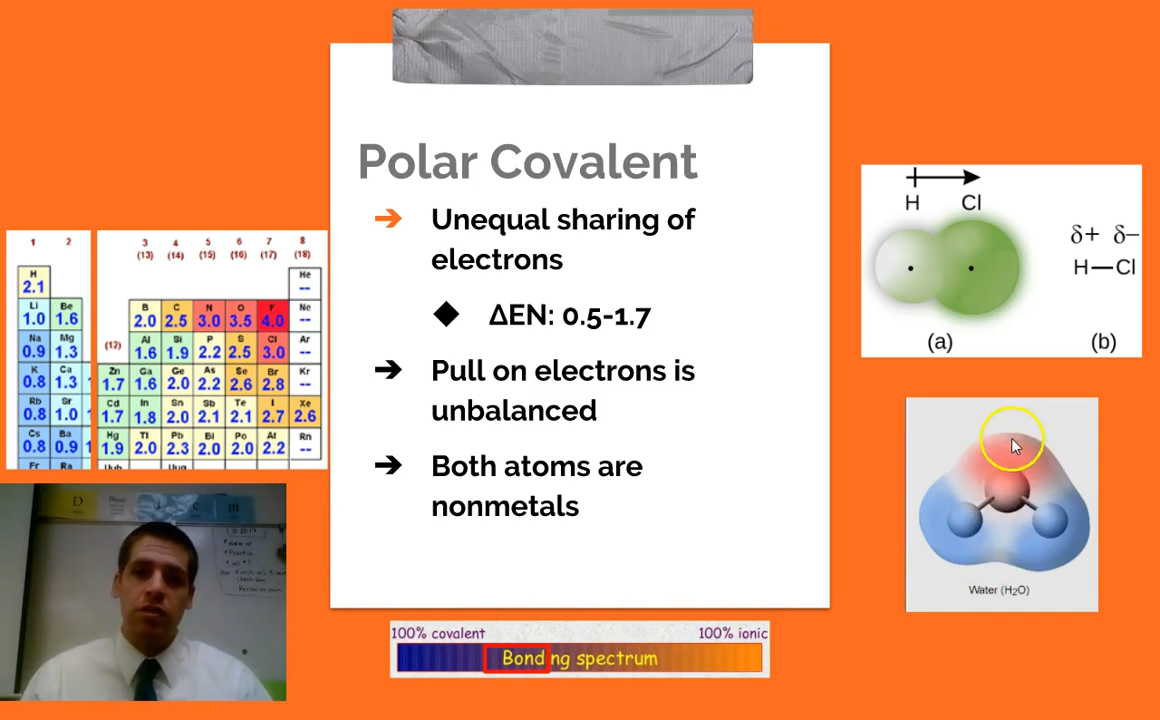 Polar Covalent
➔ Unequal sharing of
electrons
◆ ΔEN: 0.5-1.7
➔ Pull on electrons is
unbalanced
➔ Both atoms are
nonmetals
1 2
3 4 5 6 7 8
(13) (14) (15) (16) (17) (18)
H He
2.1 --
Li Be B C N O F Ne
1.0 1.6 2.0 2.5 3.0 3.5 4.0 --
Na Mg (12) Al Si P S Cl Ar
0.9 1.3 1.6 1.9 2.2 2.5 3.0 --
K Ca Zn Ga Ge As Se Br Kr
0.8 1.3 1.7 1.6 2.0 2.2 2.6 2.8 --
Rb Sr Cd In Sn Sb Te I Xe
0.8 1.0 1.7 1.8 2.0 2.1 2.1 2.7 2.6
Cs Ba Hg Tl Pb Bi Po At Rn
0.8 0.9 1.9 2.0 2.3 2.0 2.0 2.2 --
Fr Ra
H Cl
δ+ δ−
H—Cl
(a) (b)
Water (H2O)
D i c m
100% covalent 100% ionic
Bonding spectrum